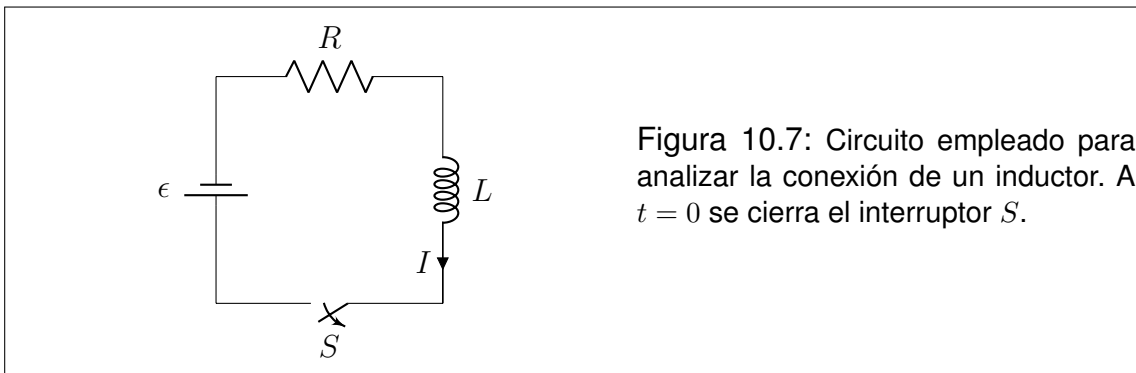 R
ϵ
L
I
S
Figura 10.7: Circuito empleado para
analizar la conexión de un inductor. A
t = 0 se cierra el interruptor S.